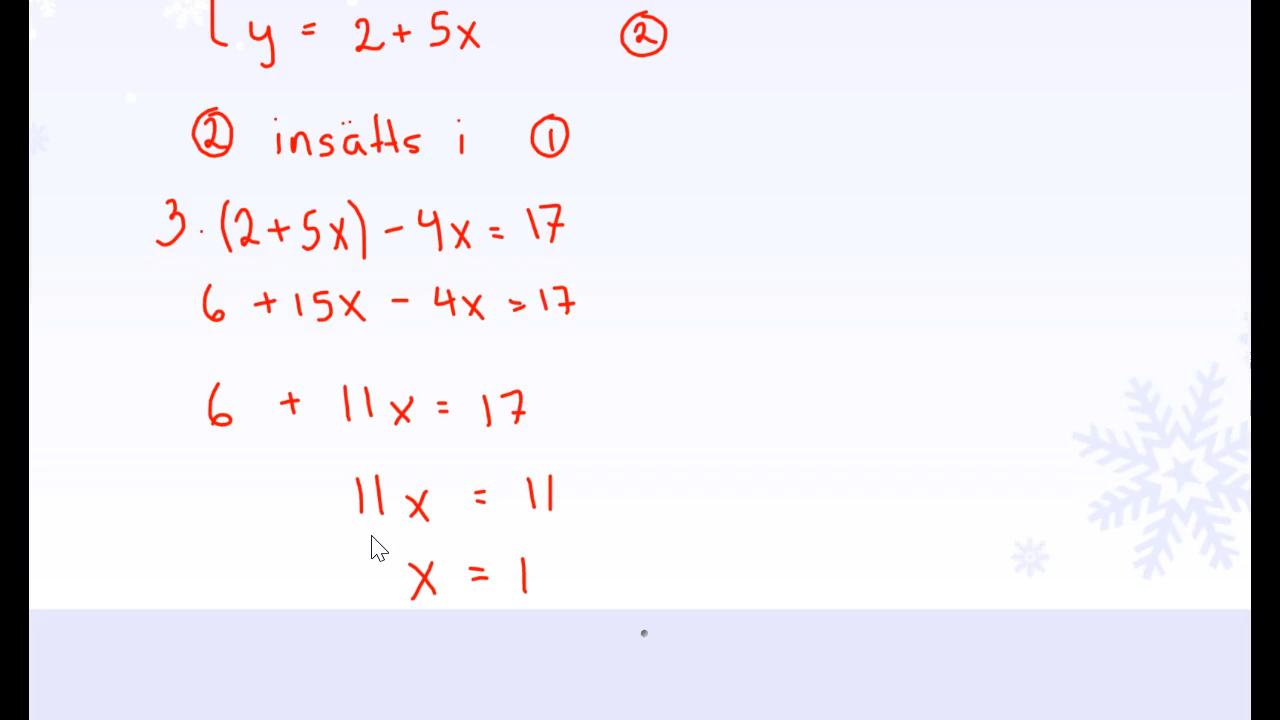 { y = 2 + 5x ②
② insätts i ①
3 · (2 + 5x) - 4x = 17
6 + 15x - 4x = 17
6 + 11x = 17
11x = 11
x = 1